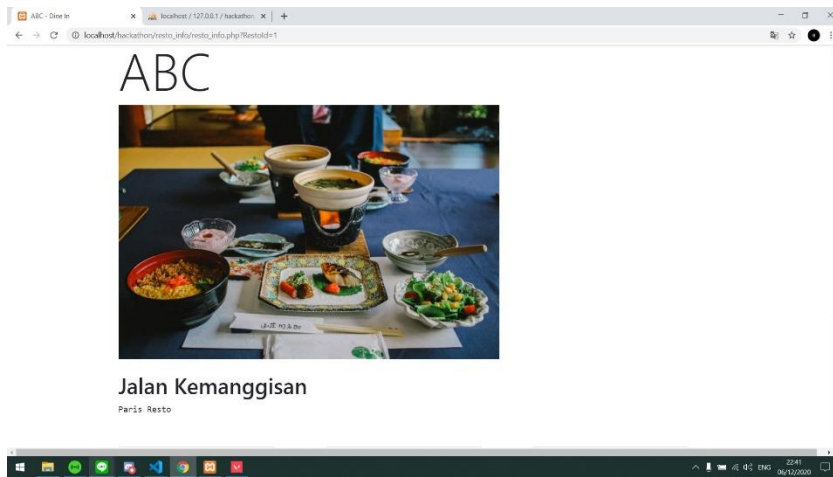 ABC - Dine In
localhost / 127.0.0.1 / hackathon
localhost/hackathon/resto_info/resto_info.php?RestoId=1
ABC
Jalan Kemanggisan
Paris Resto
ENG
22:41
06/12/2020